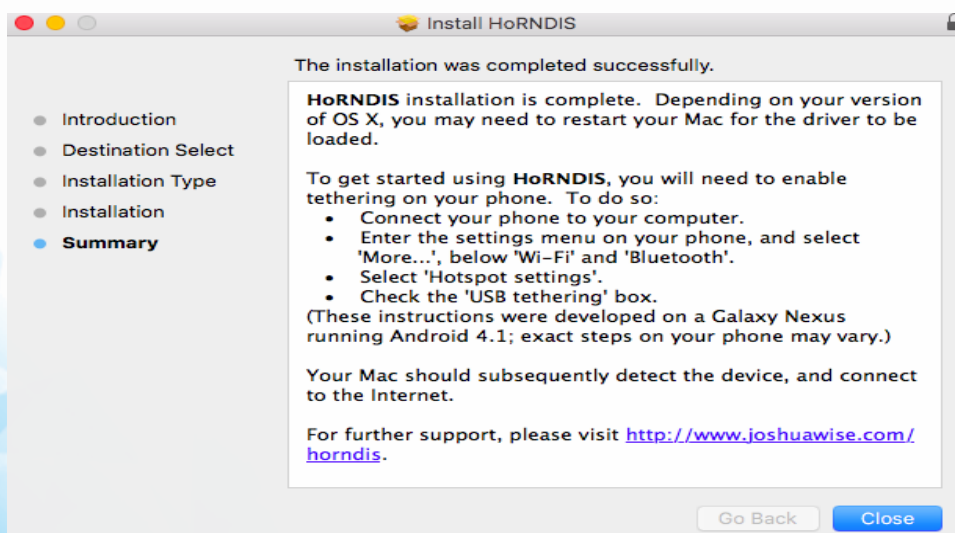 Install HoRNDIS
The installation was completed successfully.
Introduction
Destination Select
Installation Type
Installation
Summary
HoRNDIS installation is complete.  Depending on your version
of OS X, you may need to restart your Mac for the driver to be
loaded.
To get started using HoRNDIS, you will need to enable
tethering on your phone.  To do so:
• Connect your phone to your computer.
• Enter the settings menu on your phone, and select
'More...', below 'Wi-Fi' and 'Bluetooth'.
• Select 'Hotspot settings'.
• Check the 'USB tethering' box.
(These instructions were developed on a Galaxy Nexus
running Android 4.1; exact steps on your phone may vary.)
Your Mac should subsequently detect the device, and connect
to the Internet.
For further support, please visit http://www.joshuawise.com/
horndis.
Go Back
Close